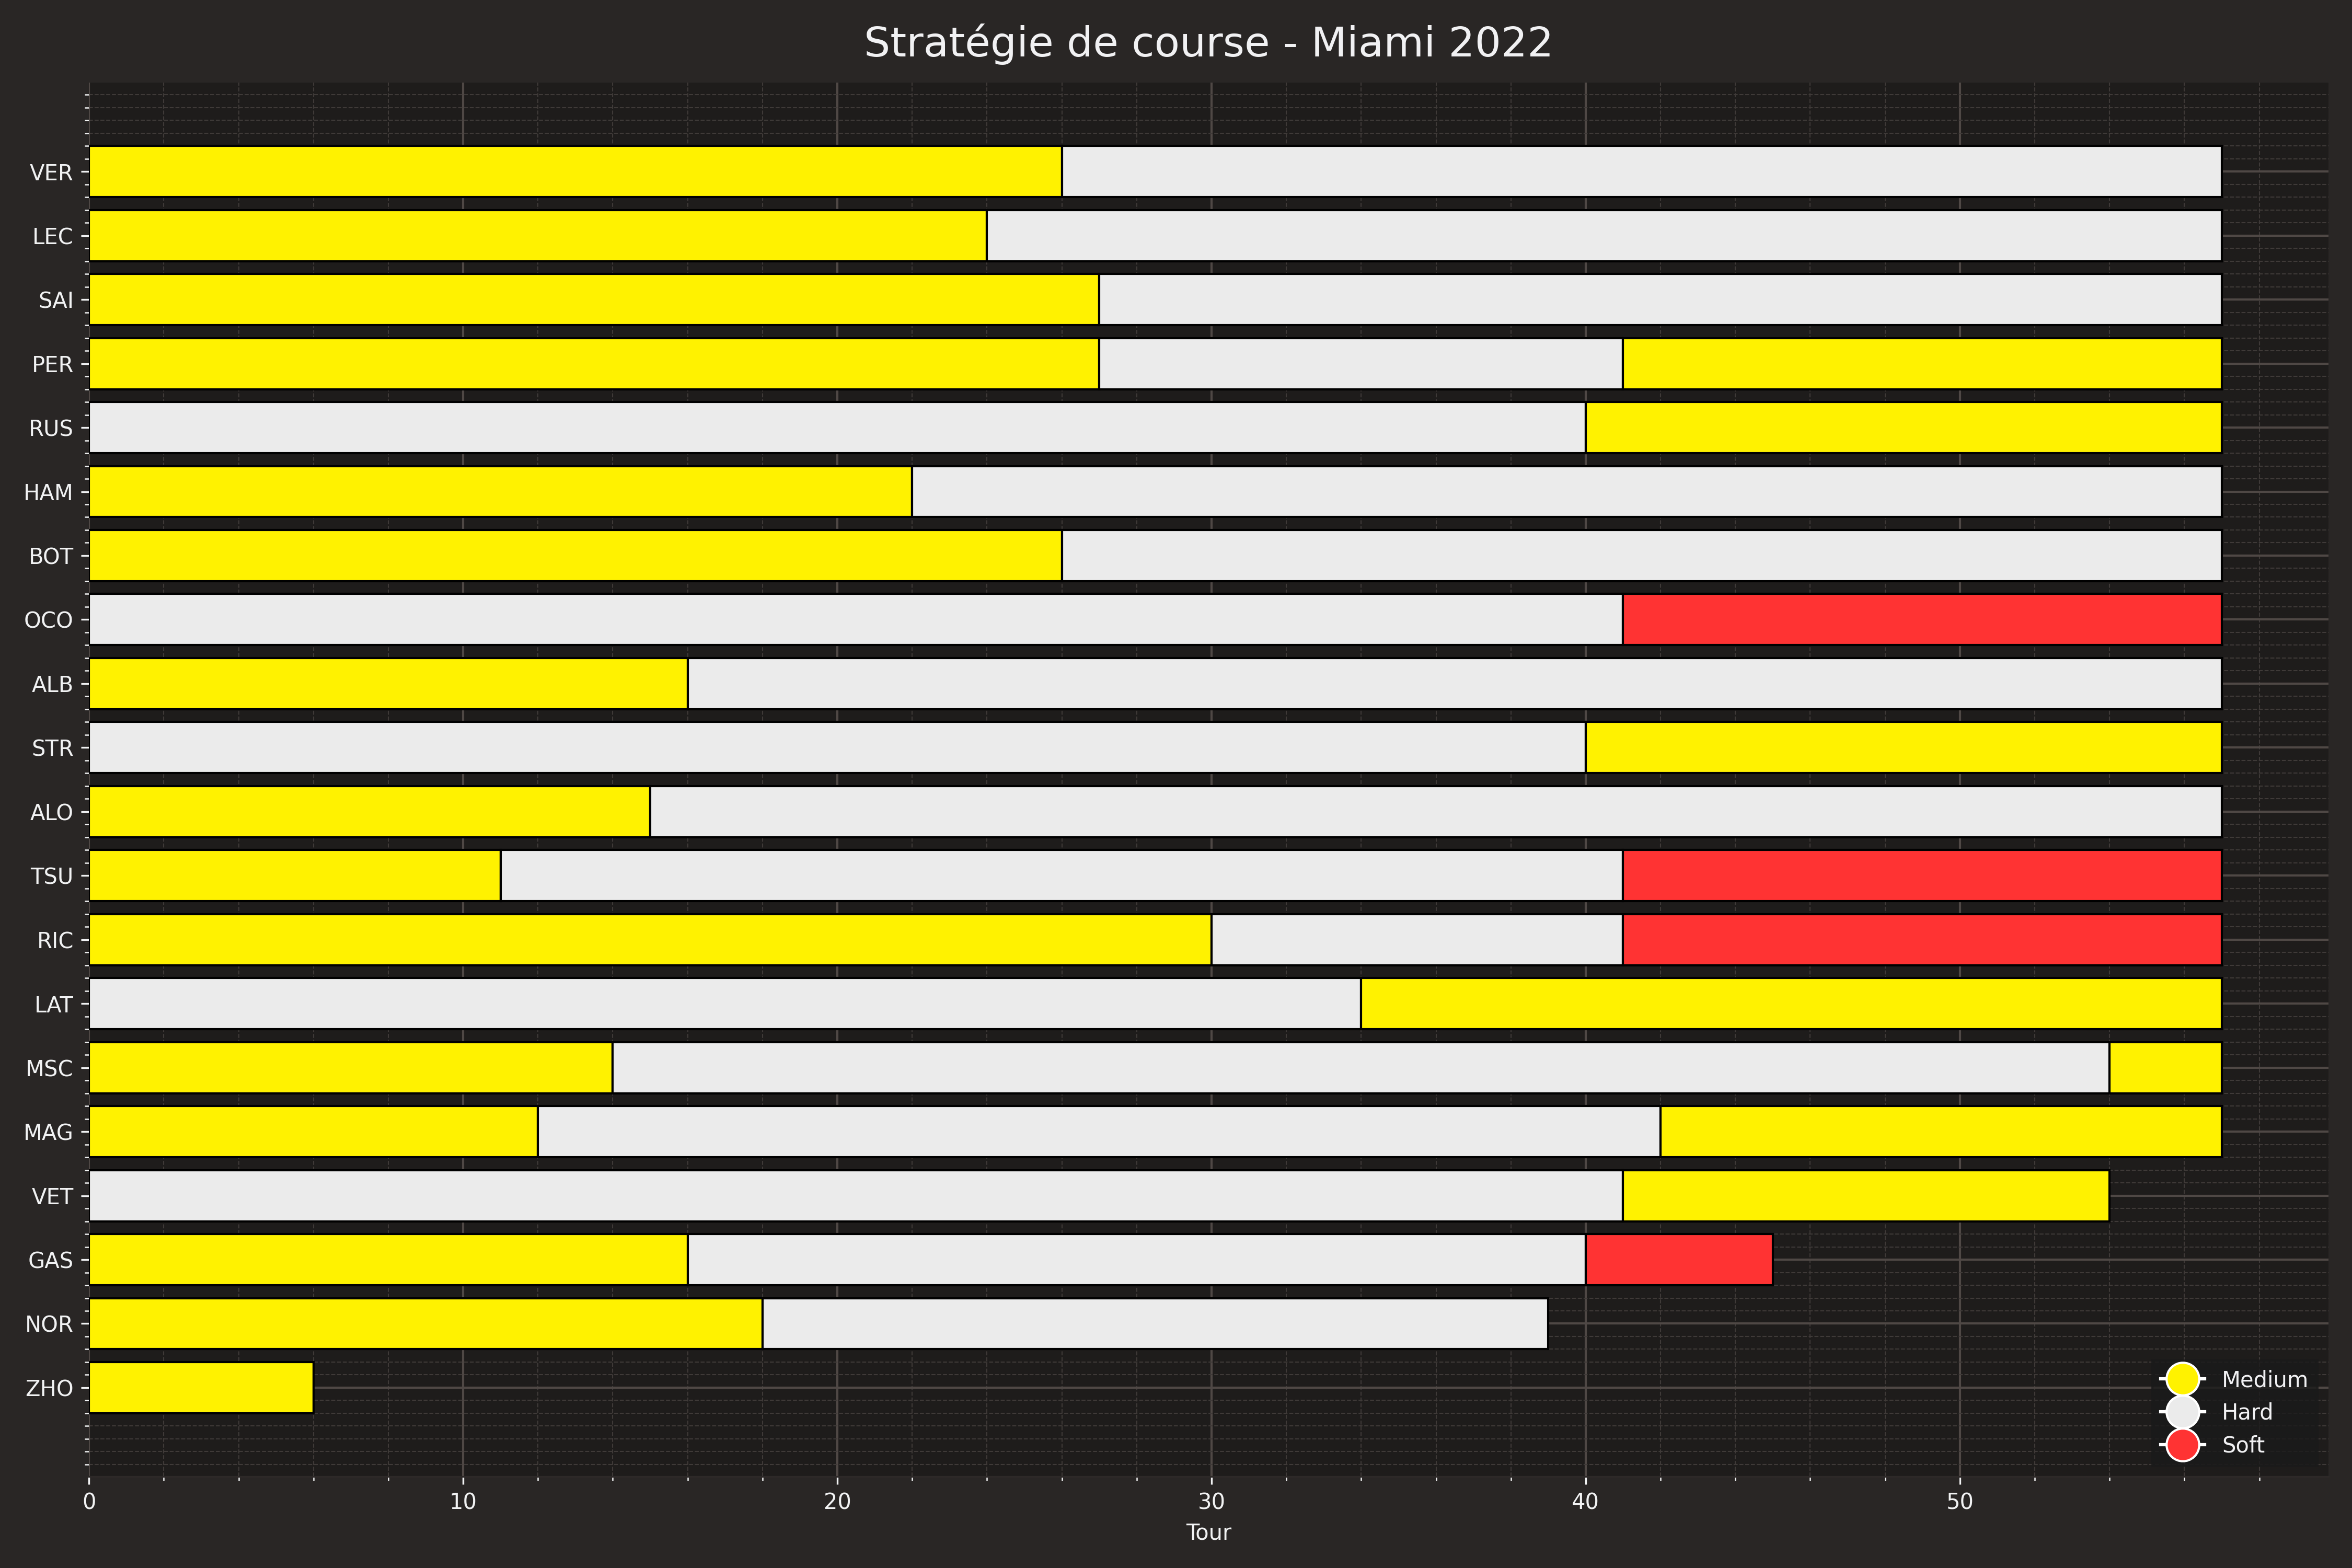 Stratégie de course - Miami 2022
VER
LEC
SAI
PER
RUS
HAM
BOT
OCO
ALB
STR
ALO
TSU
RIC
LAT
MSC
MAG
VET
GAS
NOR
ZHO
Medium
Hard
Soft
0 10 20 30 40 50
Tour